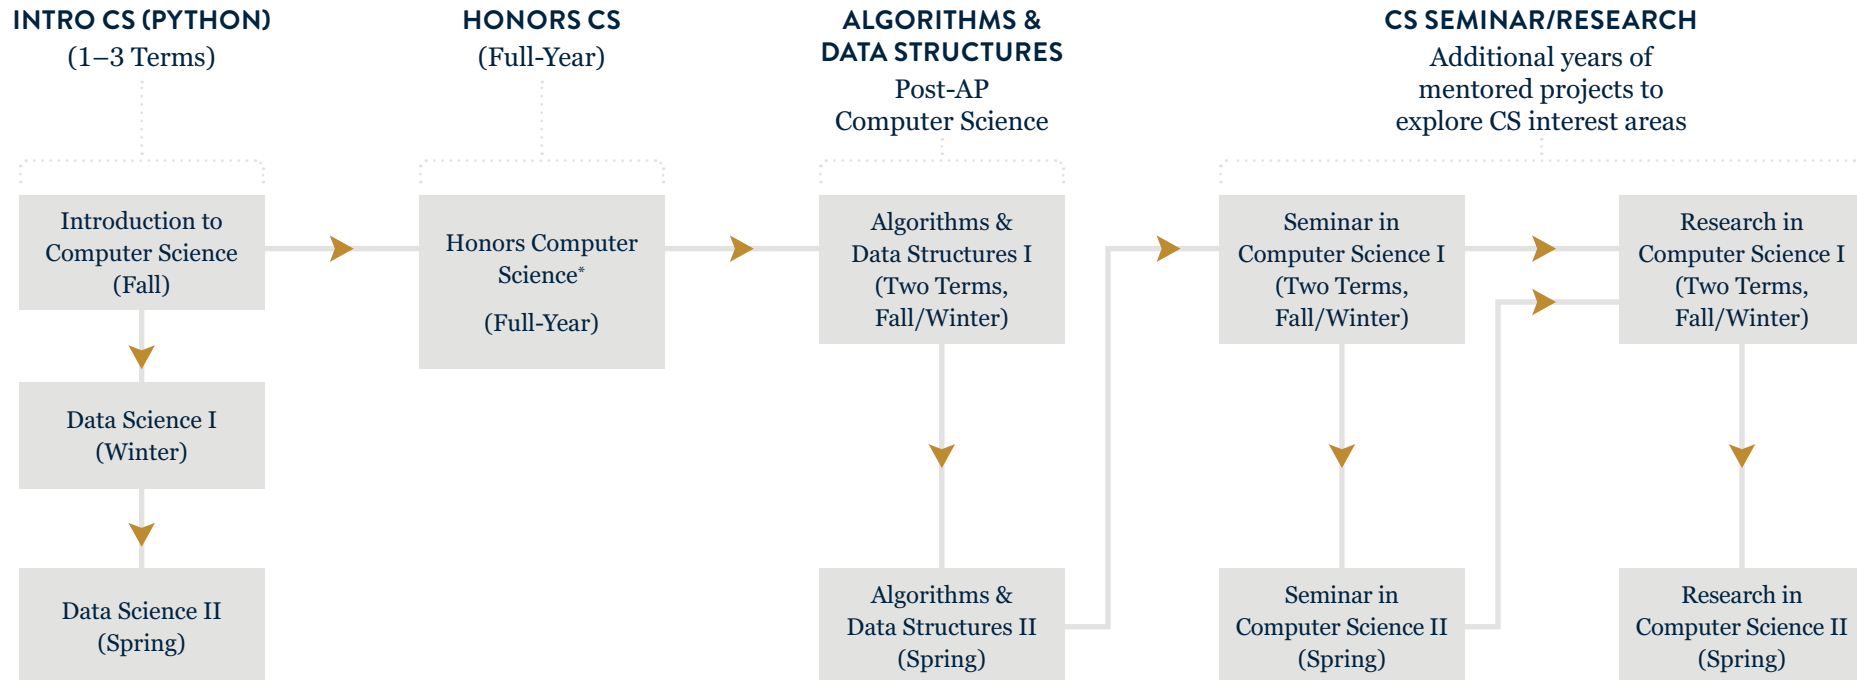 INTRO CS (PYTHON)
(1–3 Terms)
HONORS CS
(Full-Year)
ALGORITHMS &
DATA STRUCTURES
Post-AP
Computer Science
CS SEMINAR/RESEARCH
Additional years of
mentored projects to
explore CS interest areas
Introduction to
Computer Science
(Fall)
Honors Computer
Science*
(Full-Year)
Algorithms &
Data Structures I
(Two Terms,
Fall/Winter)
Seminar in
Computer Science I
(Two Terms,
Fall/Winter)
Research in
Computer Science I
(Two Terms,
Fall/Winter)
Data Science I
(Winter)
Data Science II
(Spring)
Algorithms &
Data Structures II
(Spring)
Seminar in
Computer Science II
(Spring)
Research in
Computer Science II
(Spring)